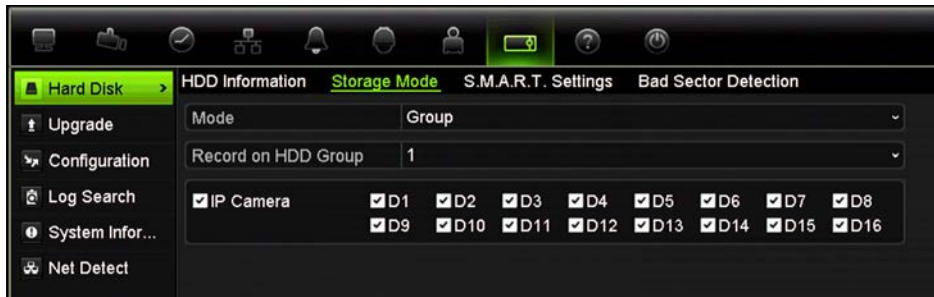 HDD Information Storage Mode S.M.A.R.T. Settings Bad Sector Detection
Hard Disk >
Upgrade
Configuration
Log Search
System Infor...
Net Detect
Mode Group
Record on HDD Group 1
IP Camera D1 D2 D3 D4 D5 D6 D7 D8
D9 D10 D11 D12 D13 D14 D15 D16